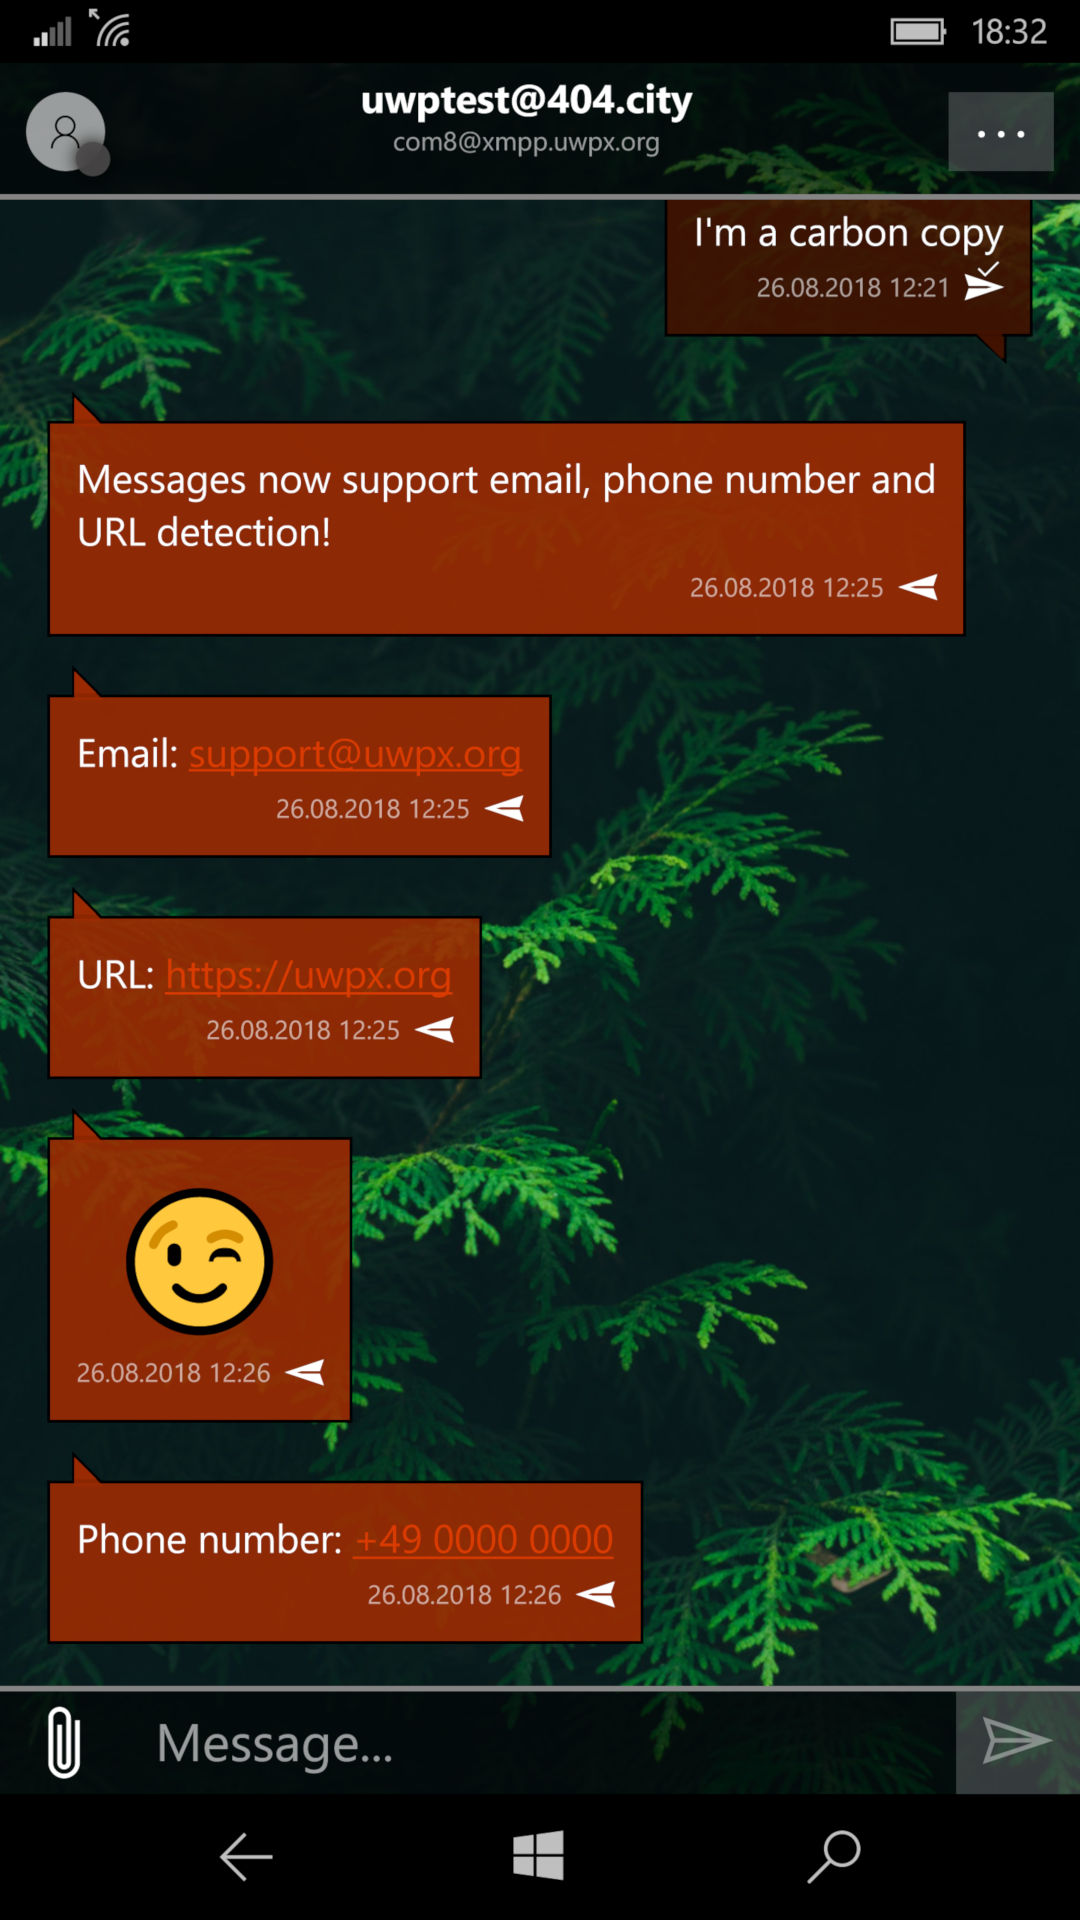 18:32
uwptest@404.city
com8@xmpp.uwpx.org
I'm a carbon copy
26.08.2018 12:21
Messages now support email, phone number and
URL detection!
26.08.2018 12:25
Email: support@uwpx.org
26.08.2018 12:25
URL: https://uwpx.org
26.08.2018 12:25
26.08.2018 12:26
Phone number: +49 0000 0000
26.08.2018 12:26
Message...